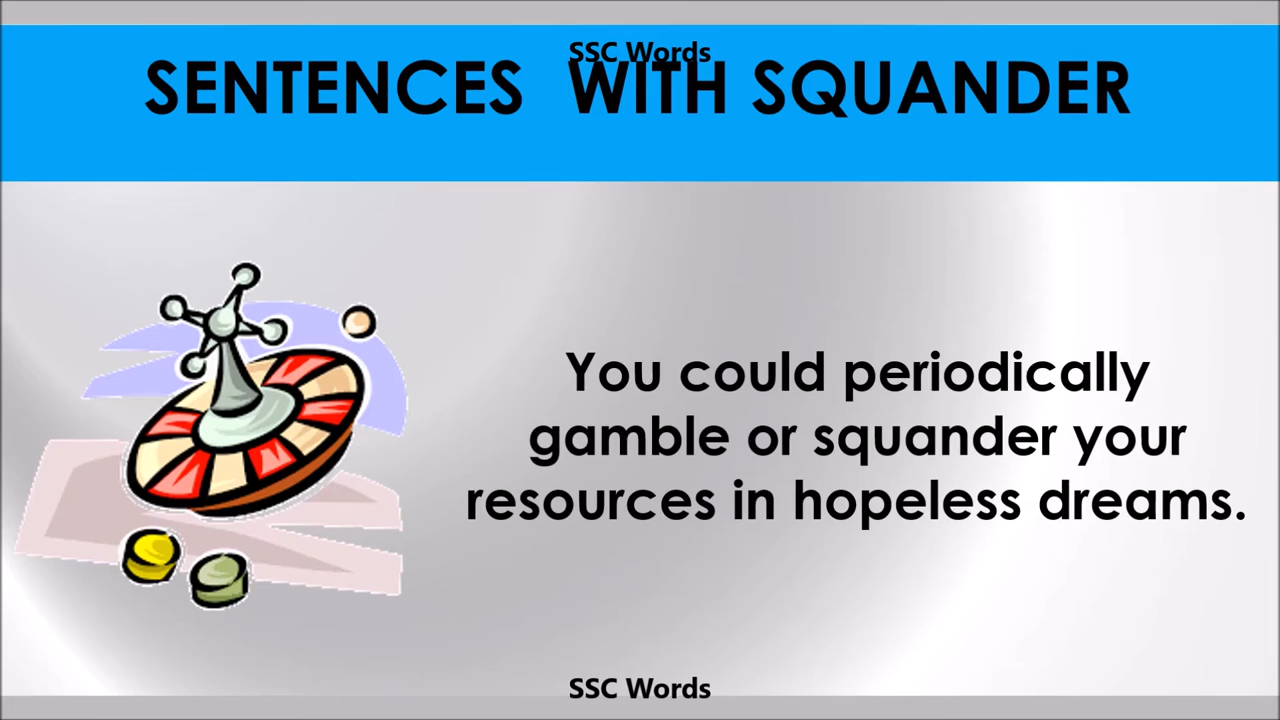 SSC Words
SENTENCES WITH SQUANDER
You could periodically
gamble or squander your
resources in hopeless dreams.
SSC Words